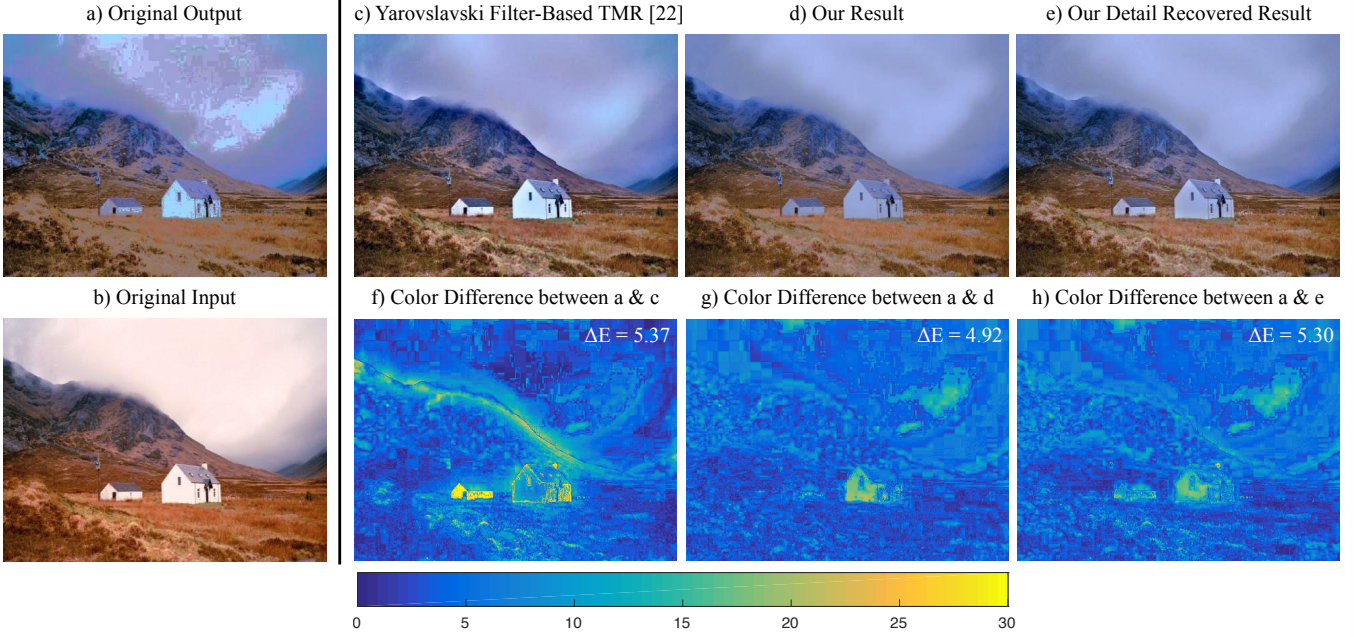 a) Original Output
c) Yarovslavski Filter-Based TMR [22]
d) Our Result
e) Our Detail Recovered Result
b) Original Input
f) Color Difference between a & c
g) Color Difference between a & d
h) Color Difference between a & e
ΔE = 5.37
ΔE = 4.92
ΔE = 5.30
0 5 10 15 20 25 30